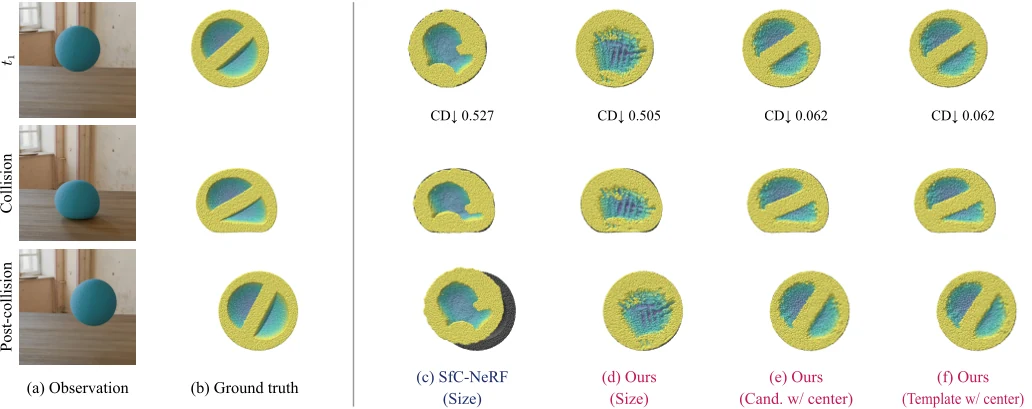 t1
CD↓ 0.527
CD↓ 0.505
CD↓ 0.062
CD↓ 0.062
Collision
Post-collision
(a) Observation
(b) Ground truth
(c) SfC-NeRF
(Size)
(d) Ours
(Size)
(e) Ours
(Cand. w/ center)
(f) Ours
(Template w/ center)